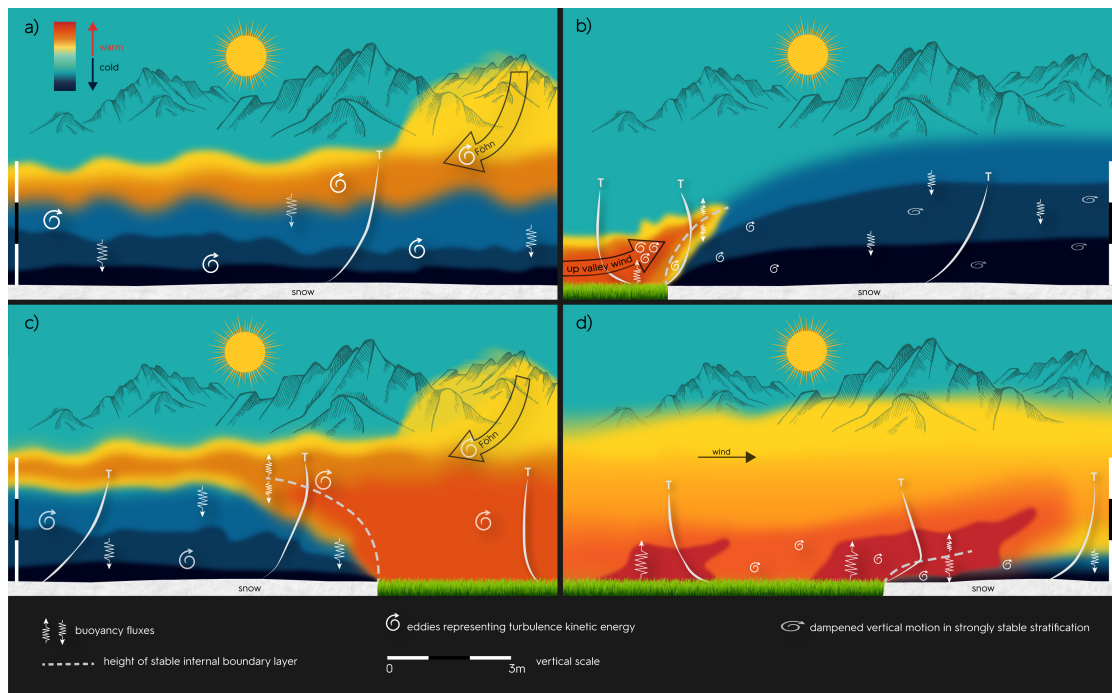 a)
warm
cold
Föhn
T
snow
b)
T
T
T
up valley wind
snow
c)
Föhn
T
T
T
snow
d)
wind
T
T
T
snow
buoyancy fluxes
eddies representing turbulence kinetic energy
dampened vertical motion in strongly stable stratification
height of stable internal boundary layer
vertical scale
0 3m